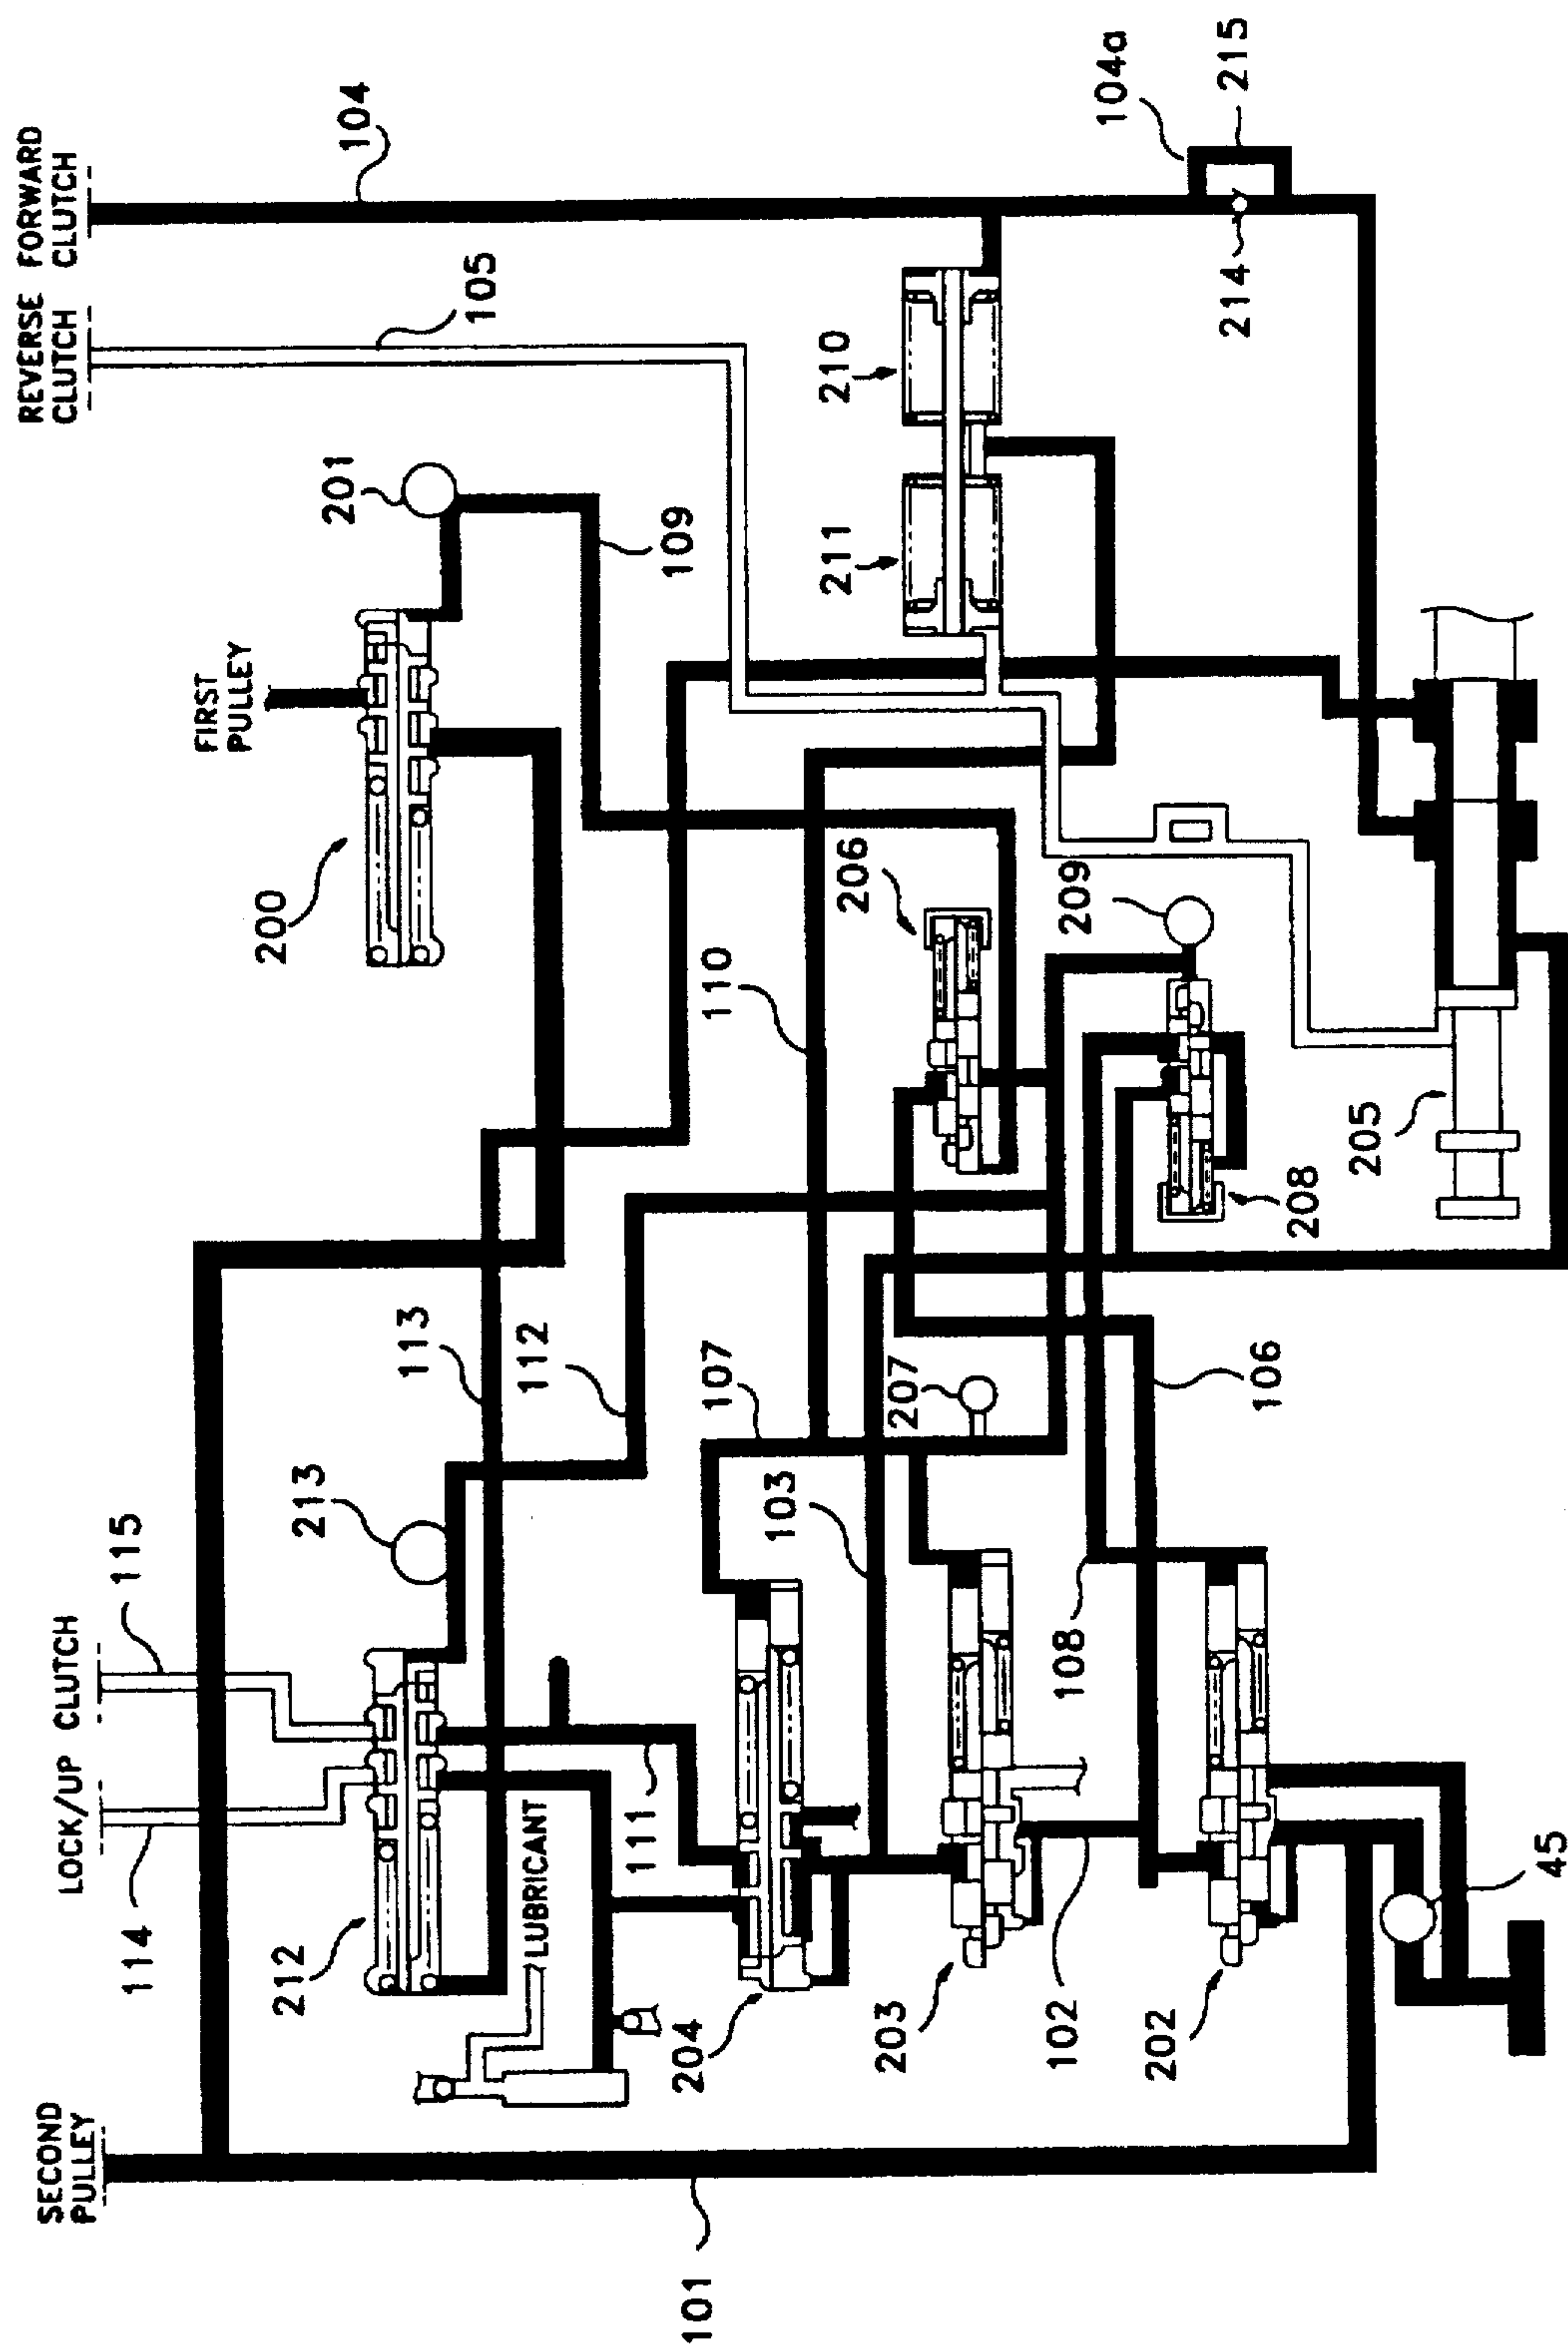 SECOND
PULLEY
LOCK/UP CLUTCH
FIRST
PULLEY
REVERSE
CLUTCH
FORWARD
CLUTCH
LUBRICANT
101
114
115
212
213
113
112
200
201
109
105
104
104a
215
214
210
211
110
206
209
208
205
107
207
106
103
108
111
204
203
102
202
45